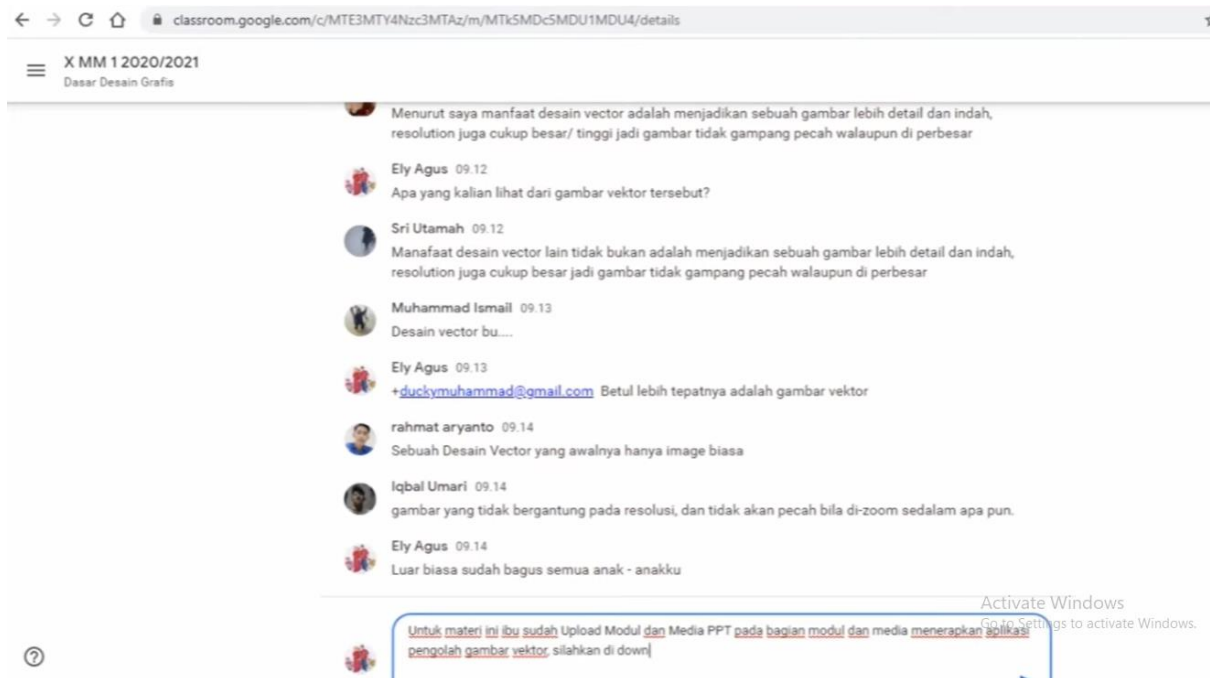 classroom.google.com/c/MTE3MTY4Nzc3MTAz/m/MTk5MDc5MDU1MDU4/details
X MM 1 2020/2021
Dasar Desain Grafis
Menurut saya manfaat desain vector adalah menjadikan sebuah gambar lebih detail dan indah,
resolution juga cukup besar/ tinggi jadi gambar tidak gampang pecah walaupun di perbesar
Ely Agus 09.12
Apa yang kalian lihat dari gambar vektor tersebut?
Sri Utamah 09.12
Manafaat desain vector lain tidak bukan adalah menjadikan sebuah gambar lebih detail dan indah,
resolution juga cukup besar jadi gambar tidak gampang pecah walaupun di perbesar
Muhammad Ismail 09.13
Desain vector bu....
Ely Agus 09.13
+duckymuhammad@gmail.com Betul lebih tepatnya adalah gambar vektor
rahmat aryanto 09.14
Sebuah Desain Vector yang awalnya hanya image biasa
Iqbal Umari 09.14
gambar yang tidak bergantung pada resolusi, dan tidak akan pecah bila di-zoom sedalam apa pun.
Ely Agus 09.14
Luar biasa sudah bagus semua anak - anakku
Activate Windows
Go to Settings to activate Windows.
Untuk materi ini ibu sudah Upload Modul dan Media PPT pada bagian modul dan media menerapkan aplikasi
pengolah gambar vektor, silahkan di down